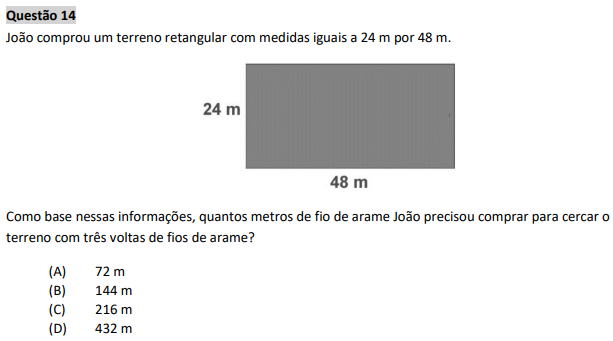 Questão 14
João comprou um terreno retangular com medidas iguais a 24 m por 48 m.
24 m
48 m
Como base nessas informações, quantos metros de fio de arame João precisou comprar para cercar o
terreno com três voltas de fios de arame?
(A) 72 m
(B) 144 m
(C) 216 m
(D) 432 m